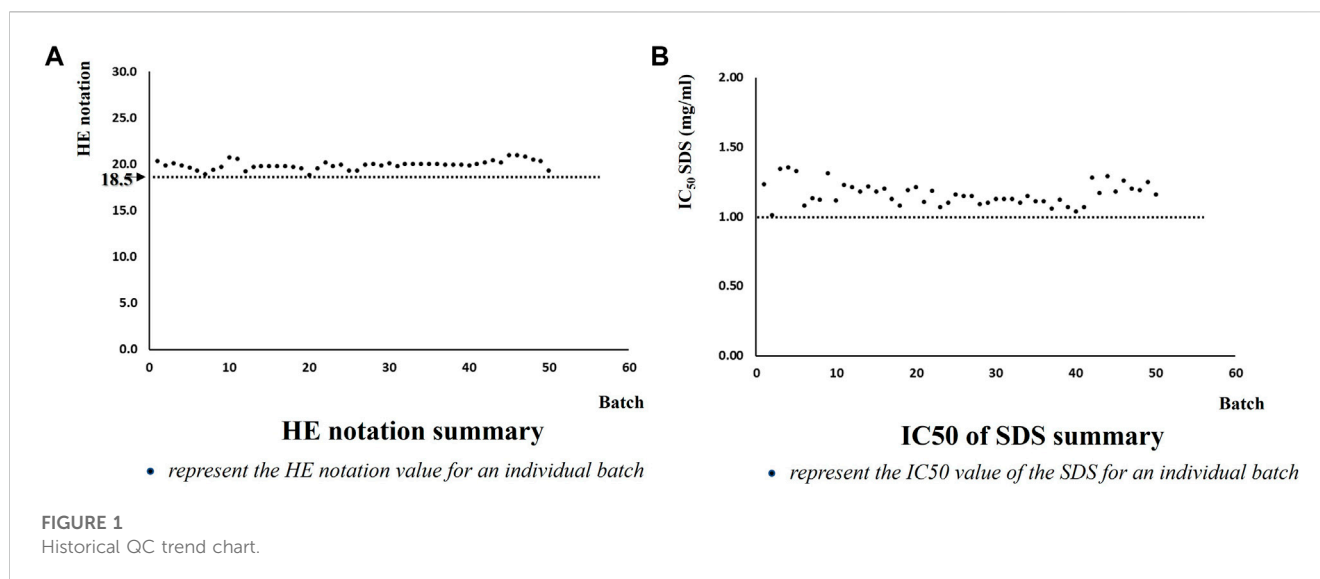 A
HE notation
30.0
25.0
20.0
18.5
15.0
10.0
5.0
0.0
0 10 20 30 40 50 60
Batch
HE notation summary
• represent the HE notation value for an individual batch
B
IC50 SDS (mg/ml)
2.00
1.50
1.00
0.50
0.00
0 10 20 30 40 50 60
Batch
IC50 of SDS summary
• represent the IC50 value of the SDS for an individual batch
FIGURE 1
Historical QC trend chart.